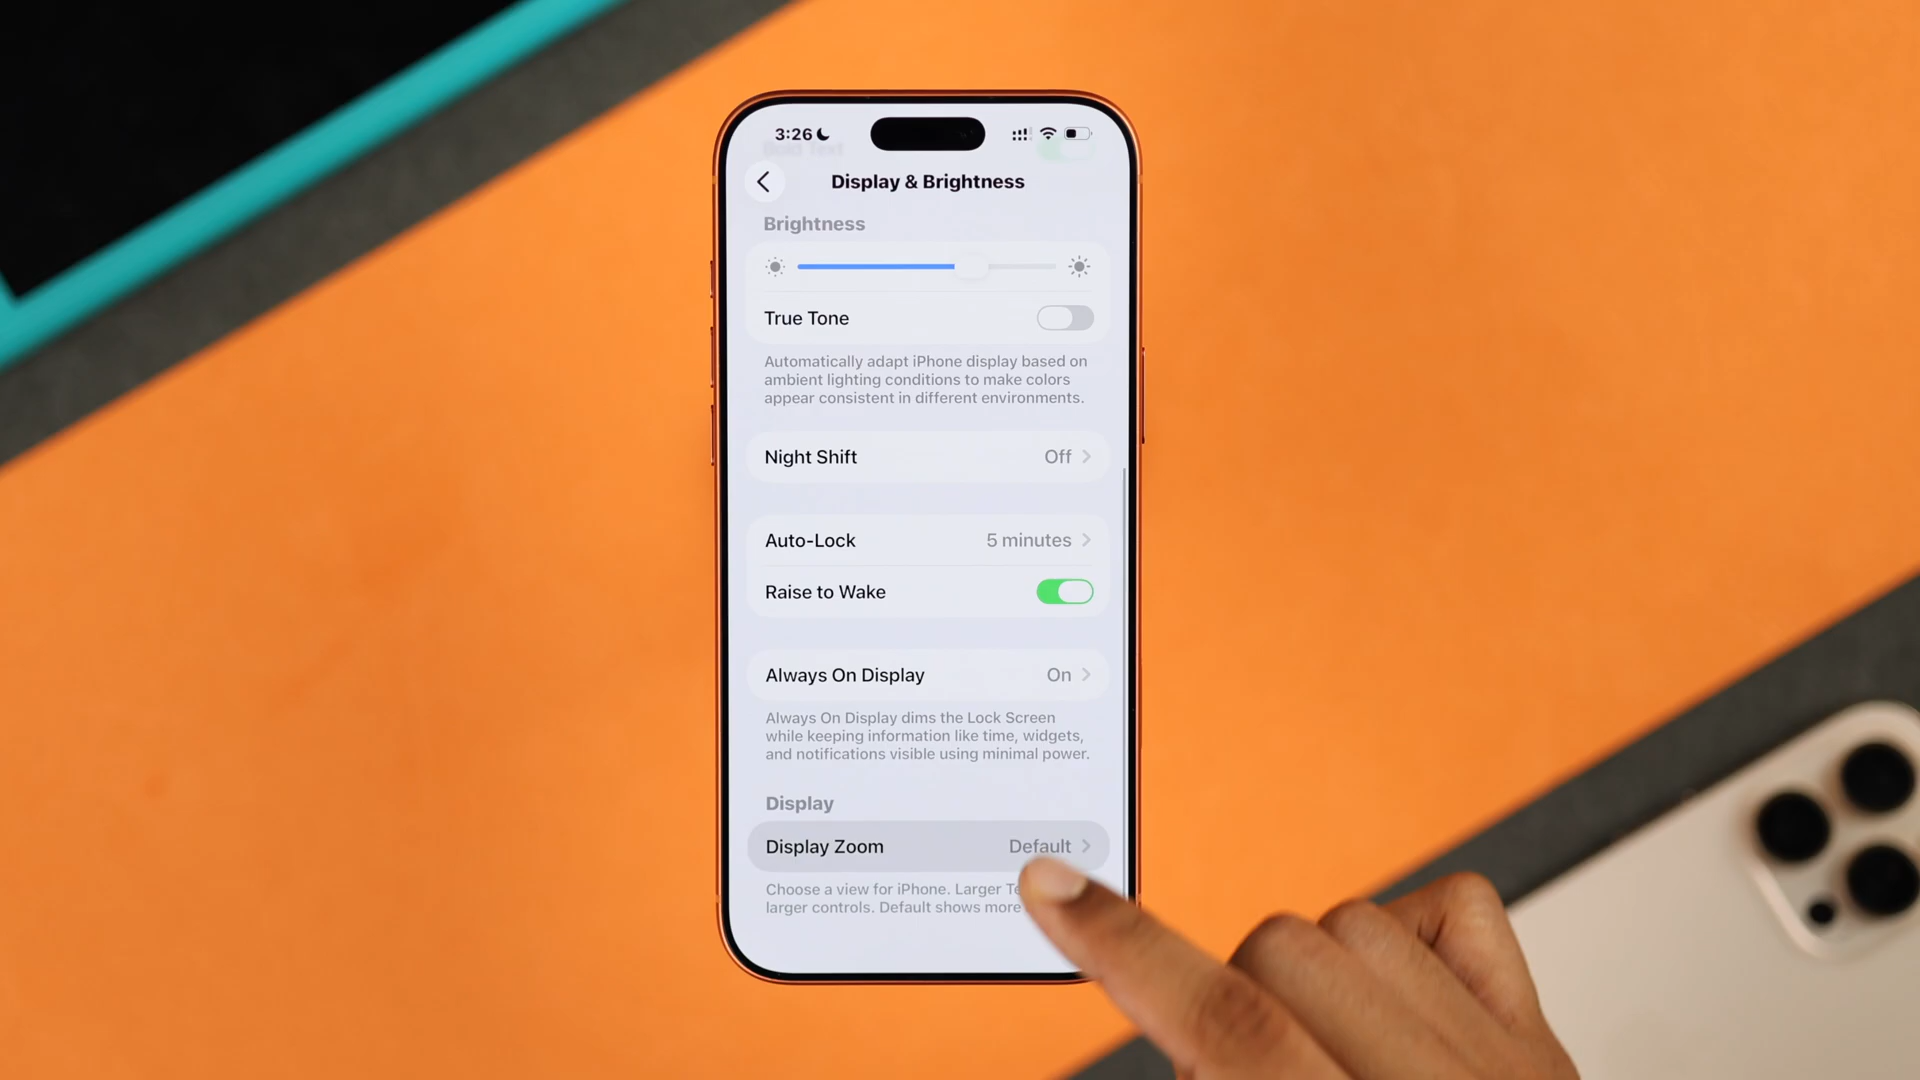 3:26
Bold Text
Display & Brightness
Brightness
True Tone
Automatically adapt iPhone display based on
ambient lighting conditions to make colors
appear consistent in different environments.
Night Shift Off
Auto-Lock 5 minutes
Raise to Wake
Always On Display On
Always On Display dims the Lock Screen
while keeping information like time, widgets,
and notifications visible using minimal power.
Display
Display Zoom Default
Choose a view for iPhone. Larger
larger controls. Default shows more